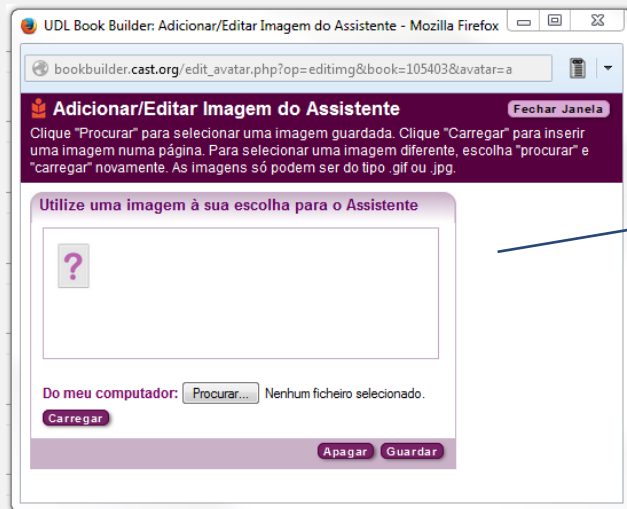 UDL Book Builder: Adicionar/Editar Imagem do Assistente - Mozilla Firefox
bookbuilder.cast.org/edit_avatar.php?op=editimg&book=105403&avatar=a
Adicionar/Editar Imagem do Assistente
Fechar Janela
Clique "Procurar" para selecionar uma imagem guardada. Clique "Carregar" para inserir
uma imagem numa página. Para selecionar uma imagem diferente, escolha "procurar" e
"carregar" novamente. As imagens só podem ser do tipo .gif ou .jpg.
Utilize uma imagem à sua escolha para o Assistente
?
Do meu computador: Procurar... Nenhum ficheiro selecionado.
Carregar
Apagar Guardar